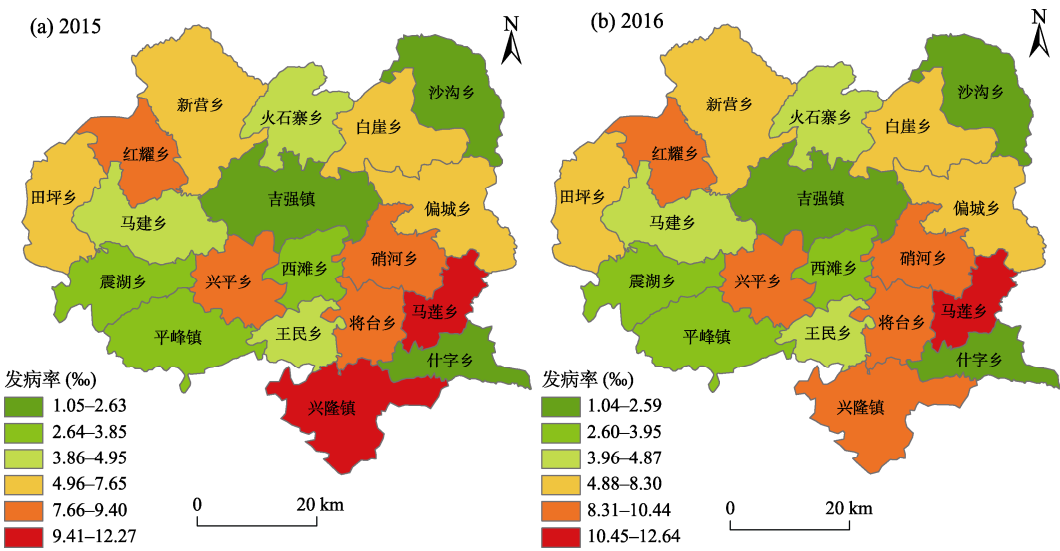 (a) 2015
N
新营乡
火石寨乡
沙沟乡
白崖乡
红耀乡
田坪乡
吉强镇
偏城乡
马建乡
硝河乡
西滩乡
兴平乡
震湖乡
马莲乡
将台乡
王民乡
平峰镇
什字乡
兴隆镇
发病率 (‰)
1.05–2.63
2.64–3.85
3.86–4.95
4.96–7.65
7.66–9.40
9.41–12.27
0 20 km
(b) 2016
N
新营乡
火石寨乡
沙沟乡
白崖乡
红耀乡
田坪乡
吉强镇
偏城乡
马建乡
硝河乡
西滩乡
兴平乡
震湖乡
马莲乡
将台乡
王民乡
平峰镇
什字乡
兴隆镇
发病率 (‰)
1.04–2.59
2.60–3.95
3.96–4.87
4.88–8.30
8.31–10.44
10.45–12.64
0 20 km